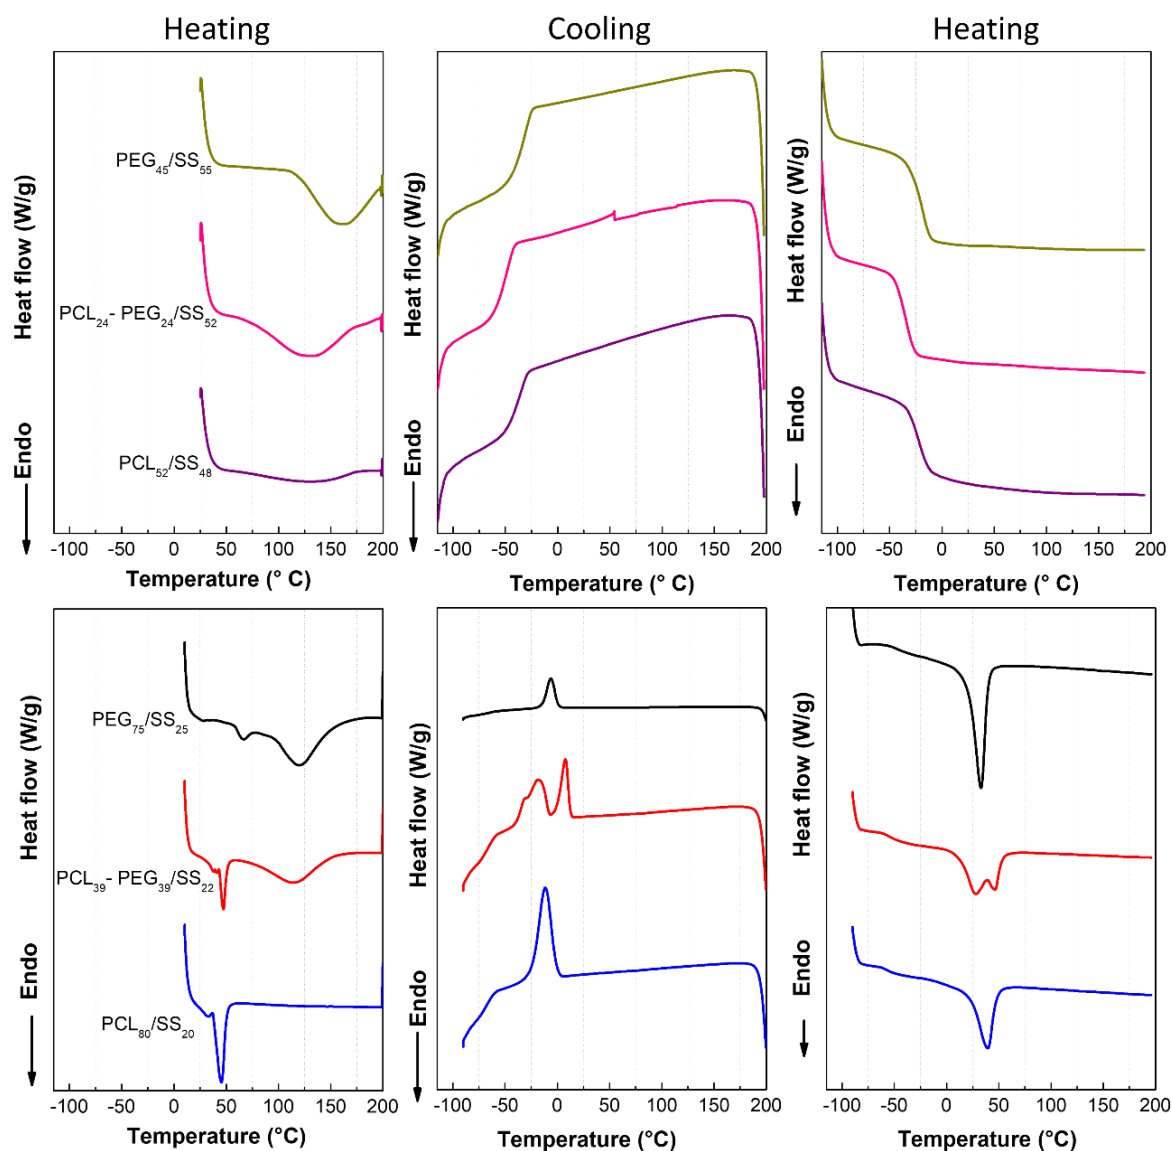 Heating
Cooling
Heating
Heat flow (W/g)
Endo
PEG45/SS55
PCL24- PEG24/SS52
PCL52/SS48
-100 -50 0 50 100 150 200
Temperature (° C)
Heat flow (W/g)
Endo
-100 -50 0 50 100 150 200
Temperature (° C)
Heat flow (W/g)
Endo
-100 -50 0 50 100 150 200
Temperature (° C)
Heat flow (W/g)
Endo
PEG75/SS25
PCL39- PEG39/SS22
PCL80/SS20
-100 -50 0 50 100 150 200
Temperature (°C)
Heat flow (W/g)
Endo
-100 -50 0 50 100 150 200
Temperature (°C)
Heat flow (W/g)
Endo
-100 -50 0 50 100 150 200
Temperature (°C)